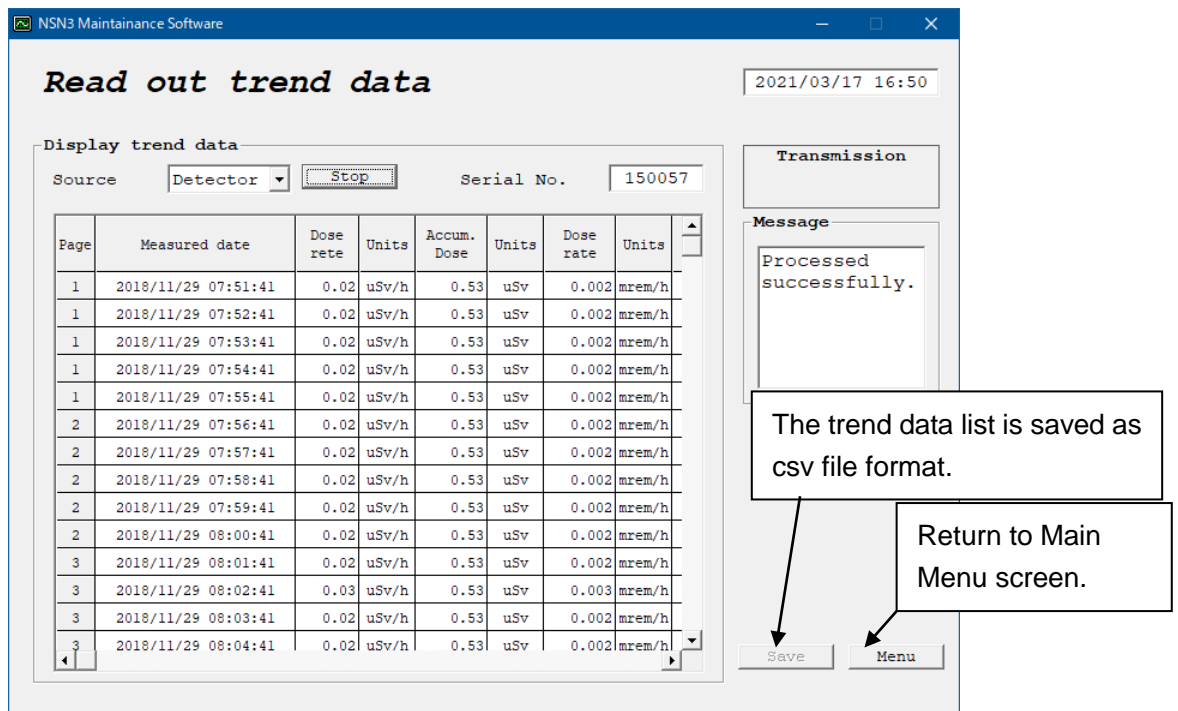 NSN3 Maintainance Software
Read out trend data
2021/03/17 16:50
Display trend data
Source Detector Stop Serial No. 150057
Transmission
Message
Processed
successfully.
Page Measured date Dose rete Units Accum. Dose Units Dose rate Units
1 2018/11/29 07:51:41 0.02 uSv/h 0.53 uSv 0.002 mrem/h
1 2018/11/29 07:52:41 0.02 uSv/h 0.53 uSv 0.002 mrem/h
1 2018/11/29 07:53:41 0.02 uSv/h 0.53 uSv 0.002 mrem/h
1 2018/11/29 07:54:41 0.02 uSv/h 0.53 uSv 0.002 mrem/h
1 2018/11/29 07:55:41 0.02 uSv/h 0.53 uSv 0.002 mrem/h
2 2018/11/29 07:56:41 0.02 uSv/h 0.53 uSv 0.002 mrem/h
2 2018/11/29 07:57:41 0.02 uSv/h 0.53 uSv 0.002 mrem/h
2 2018/11/29 07:58:41 0.02 uSv/h 0.53 uSv 0.002 mrem/h
2 2018/11/29 07:59:41 0.02 uSv/h 0.53 uSv 0.002 mrem/h
2 2018/11/29 08:00:41 0.02 uSv/h 0.53 uSv 0.002 mrem/h
3 2018/11/29 08:01:41 0.02 uSv/h 0.53 uSv 0.002 mrem/h
3 2018/11/29 08:02:41 0.03 uSv/h 0.53 uSv 0.003 mrem/h
3 2018/11/29 08:03:41 0.02 uSv/h 0.53 uSv 0.002 mrem/h
3 2018/11/29 08:04:41 0.02 uSv/h 0.53 uSv 0.002 mrem/h
The trend data list is saved as
csv file format.
Return to Main
Menu screen.
Save Menu